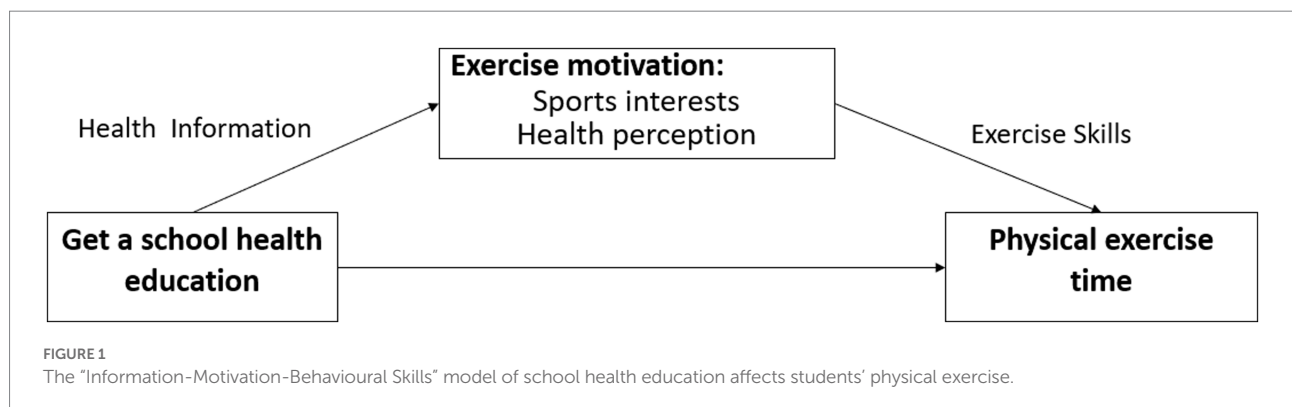 Exercise motivation:
Sports interests
Health perception
Health Information
Exercise Skills
Get a school health
education
Physical exercise
time
FIGURE 1
The “Information-Motivation-Behavioural Skills” model of school health education affects students’ physical exercise.